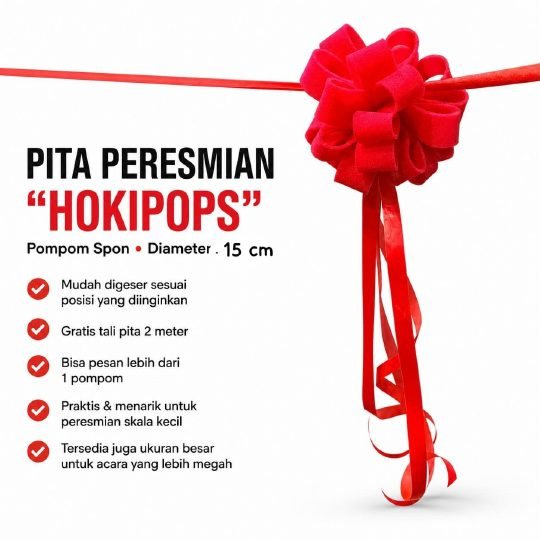 PITA PERESMIAN
“HOKIPOPS”
Pompom Spon • Diameter . 15 cm
Mudah digeser sesuai
posisi yang diinginkan
Gratis tali pita 2 meter
Bisa pesan lebih dari
1 pompom
Praktis & menarik untuk
peresmian skala kecil
Tersedia juga ukuran besar
untuk acara yang lebih megah